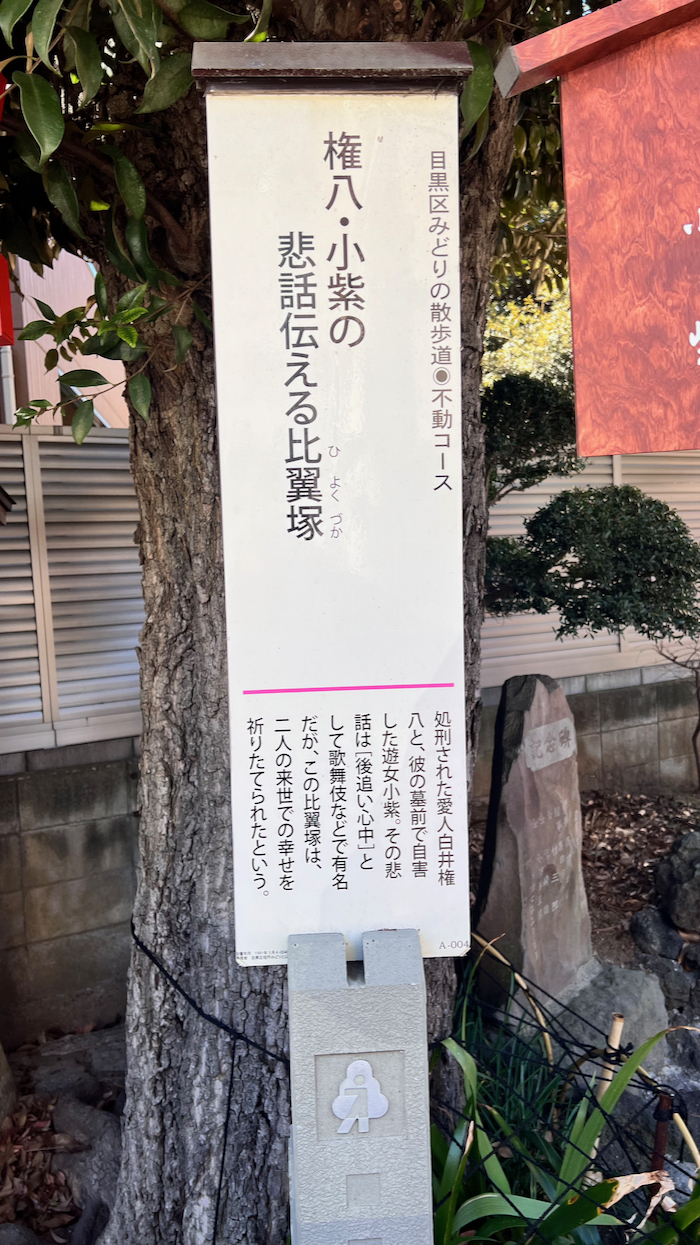 目黒区みどりの散歩道◉不動コース
権八・小紫の
悲話伝える比翼塚
ひよくづか
処刑された愛人白井権
八と、彼の墓前で自害
した遊女小紫。その悲
話は［後追い心中］と
して歌舞伎などで有名
だが、この比翼塚は、
二人の来世での幸せを
祈りたてられたという。
A-004
記念碑